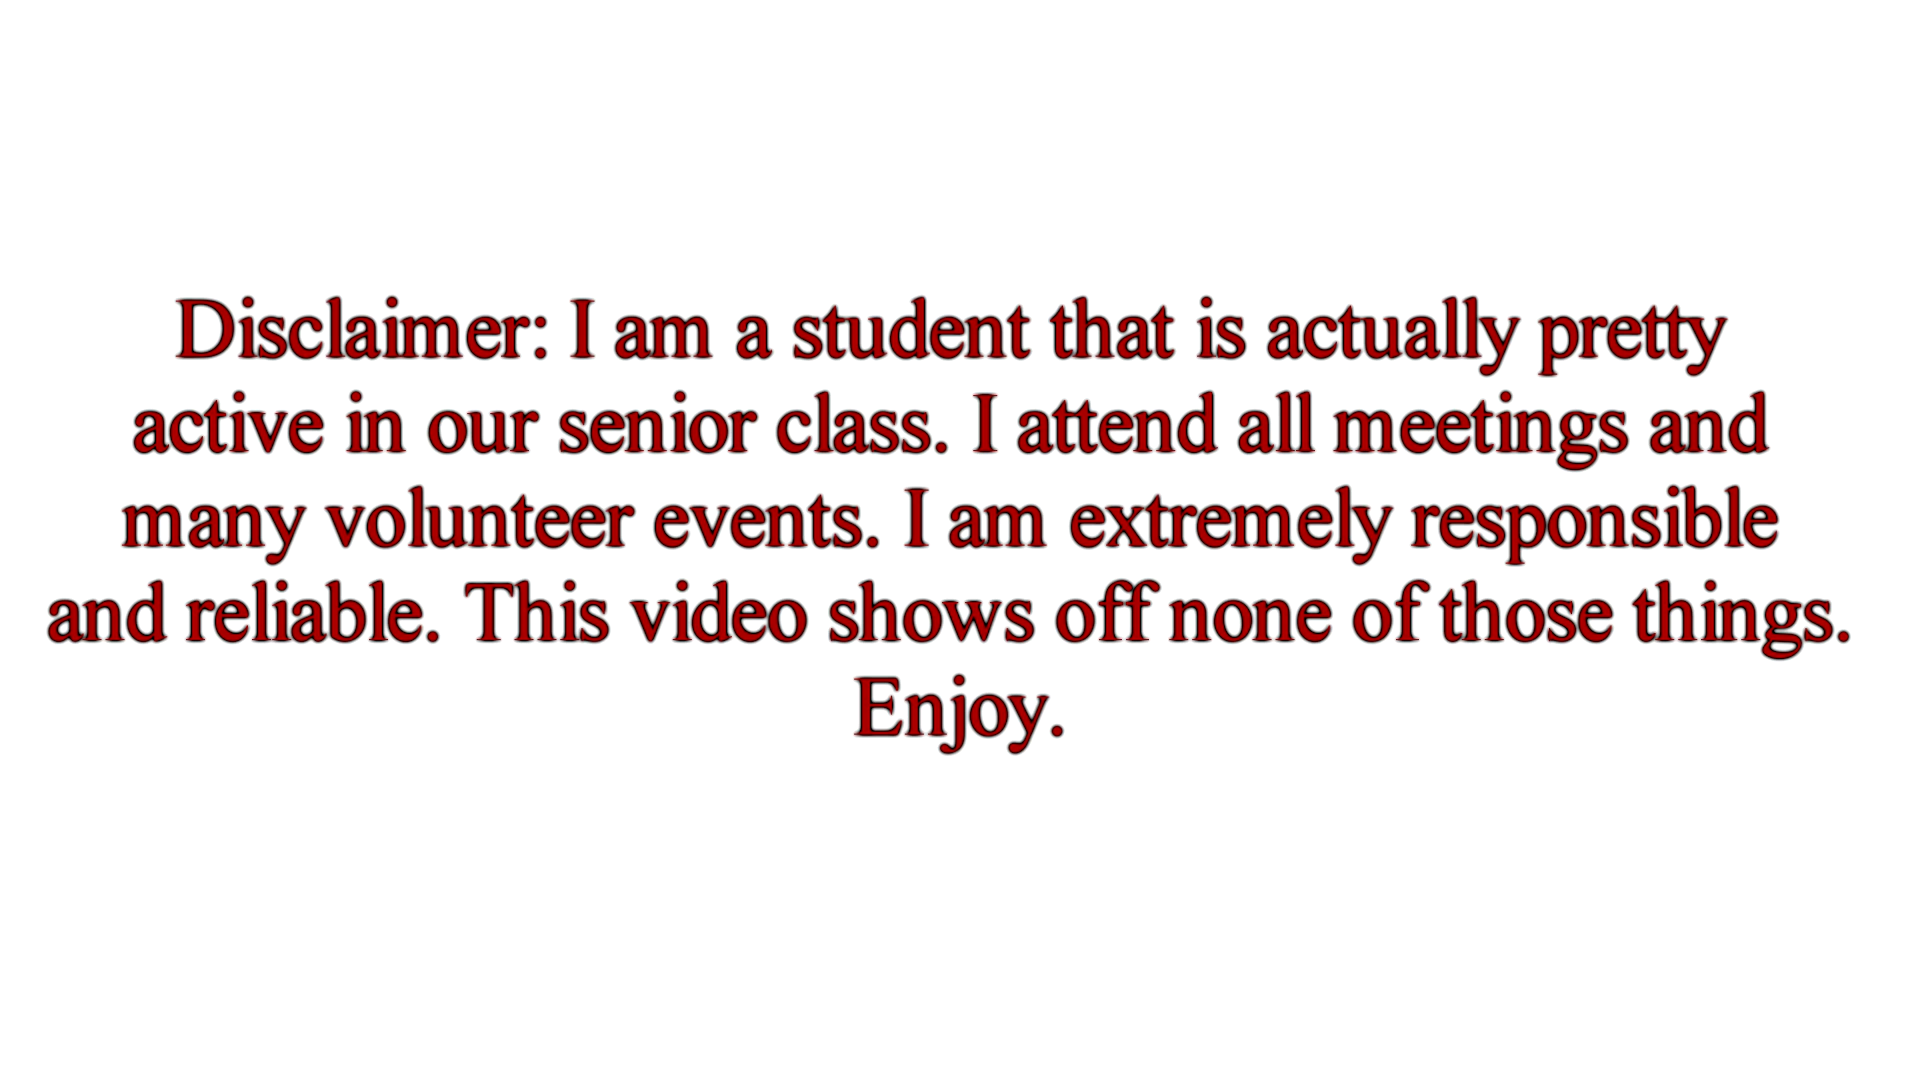 Disclaimer: I am a student that is actually pretty
active in our senior class. I attend all meetings and
many volunteer events. I am extremely responsible
and reliable. This video shows off none of those things.
Enjoy.